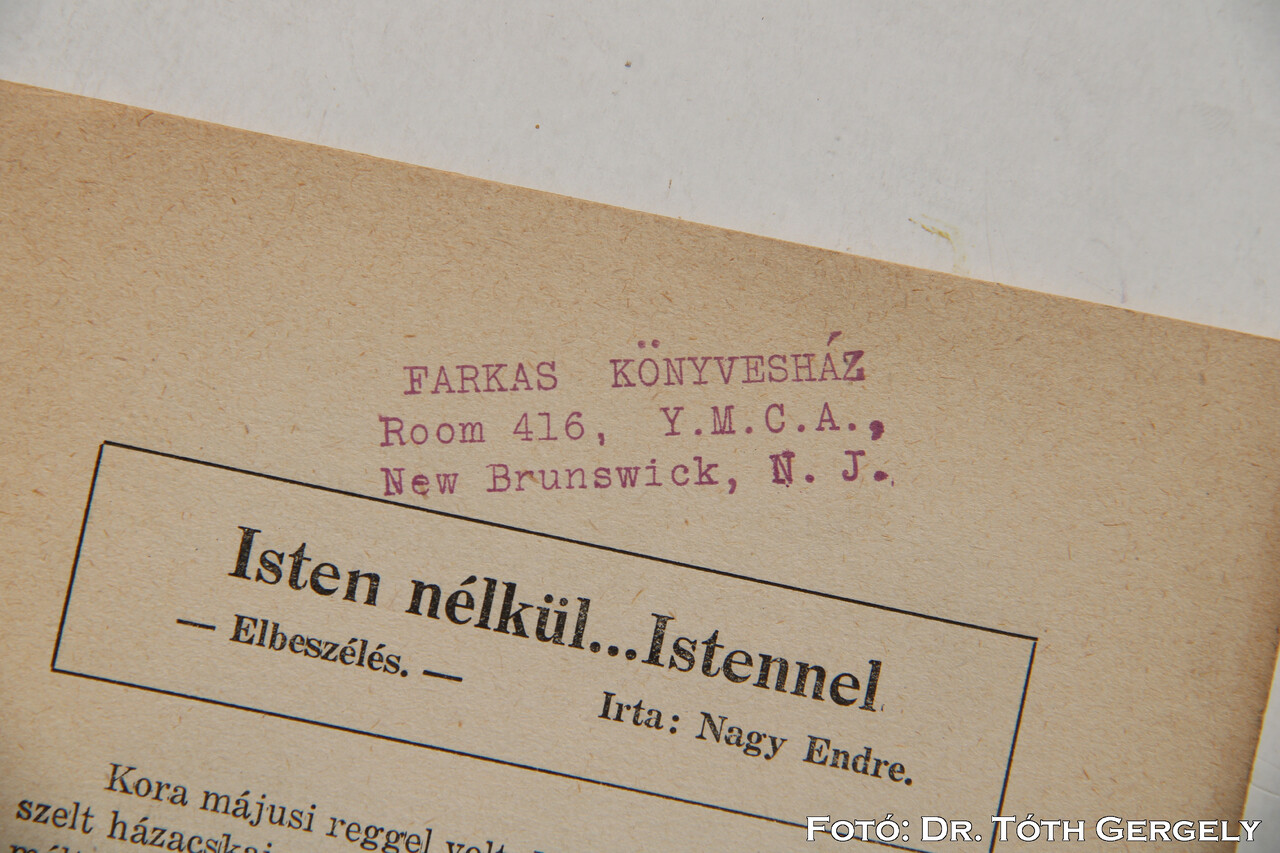 FARKAS KÖNYVESHÁZ
Room 416, Y.M.C.A.,
New Brunswick, N. J.
Isten nélkül...Istennel
— Elbeszélés. —
Irta: Nagy Endre.
Kora májusi reggel volt
szelt házacskai
FOTÓ: DR. TÓTH GERGELY